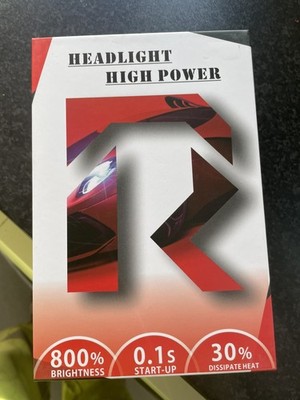 HEADLIGHT
HIGH POWER
R
800% 0.1s 30%
BRIGHTNESS START-UP DISSIPATE HEAT